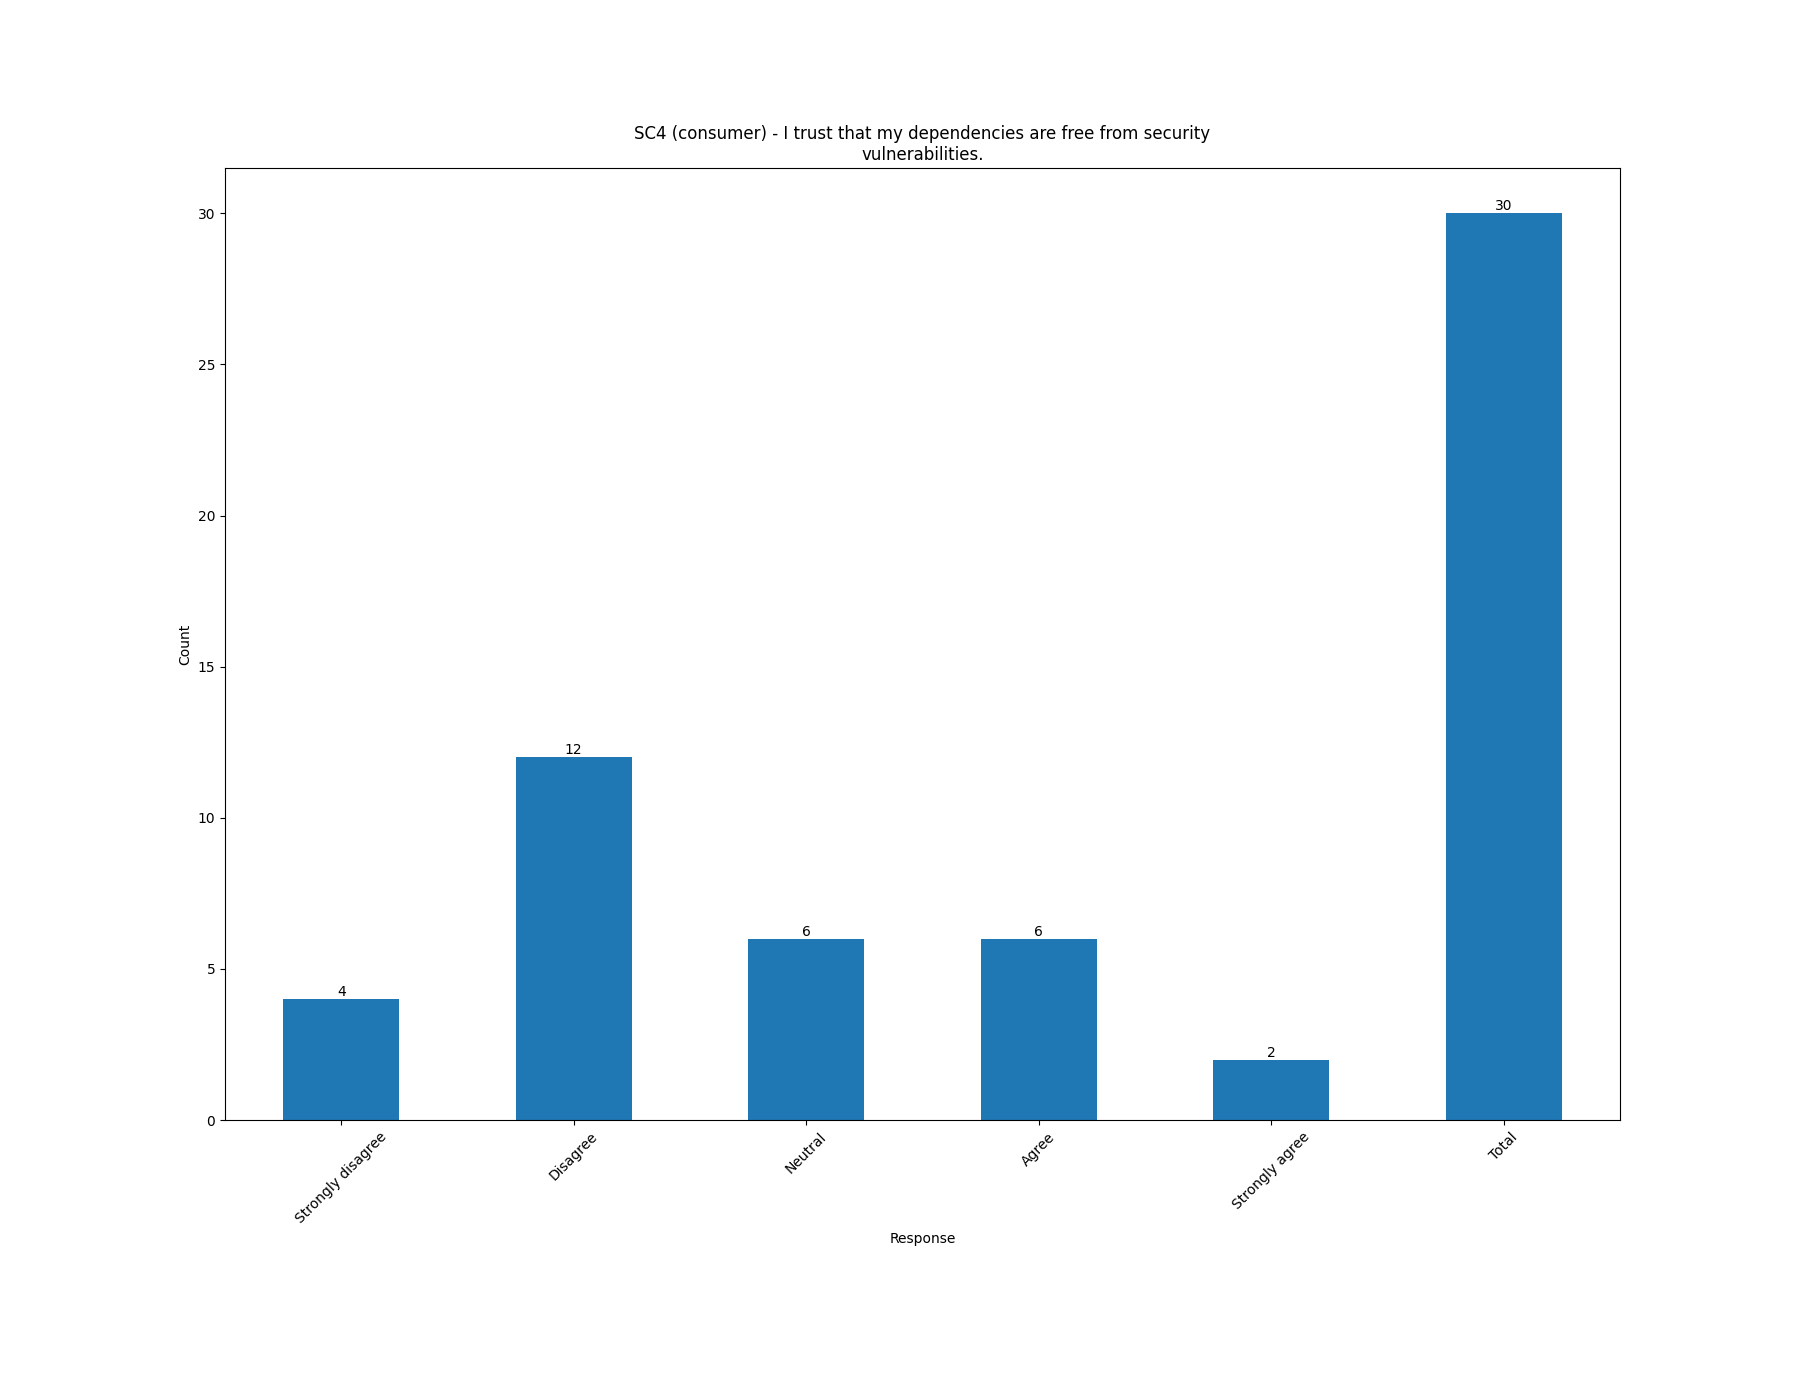 SC4 (consumer) - I trust that my dependencies are free from security
vulnerabilities.
30
25
20
15
10
5
0
Count
4
12
6
6
2
30
Strongly disagree
Disagree
Neutral
Agree
Strongly agree
Total
Response